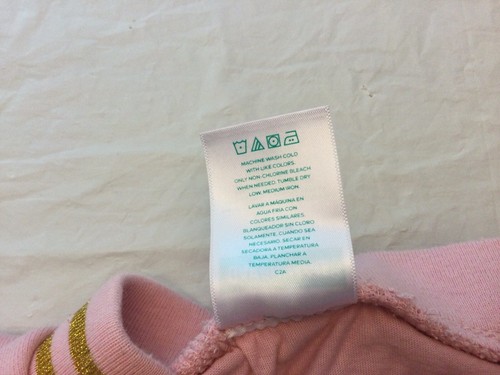 MACHINE WASH COLD
WITH LIKE COLORS.
ONLY NON-CHLORINE BLEACH
WHEN NEEDED. TUMBLE DRY
LOW, MEDIUM IRON.
LAVAR A MÁQUINA EN
AGUA FRÍA CON
COLORES SIMILARES.
BLANQUEADOR SIN CLORO
SOLAMENTE, CUANDO SEA
NECESARIO. SECAR EN
SECADORA A TEMPERATURA
BAJA. PLANCHAR A
TEMPERATURA MEDIA.
C2A